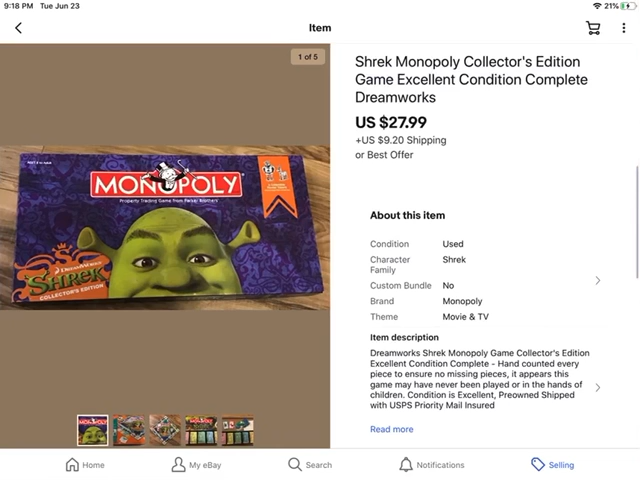 9:18 PM Tue Jun 23
21%
Item
1 of 5
Shrek Monopoly Collector's Edition
Game Excellent Condition Complete
Dreamworks
US $27.99
+US $9.20 Shipping
or Best Offer
MONOPOLY
Property Trading Game from Parker Brothers
DREAMWORKS
SHREK
COLLECTOR'S EDITION
About this item
Condition Used
Character Family Shrek
Custom Bundle No
Brand Monopoly
Theme Movie & TV
Item description
Dreamworks Shrek Monopoly Game Collector's Edition
Excellent Condition Complete - Hand counted every
piece to ensure no missing pieces, it appears this
game may have never been played or in the hands of
children. Condition is Excellent, Preowned Shipped
with USPS Priority Mail Insured
Read more
Home
My eBay
Search
Notifications
Selling